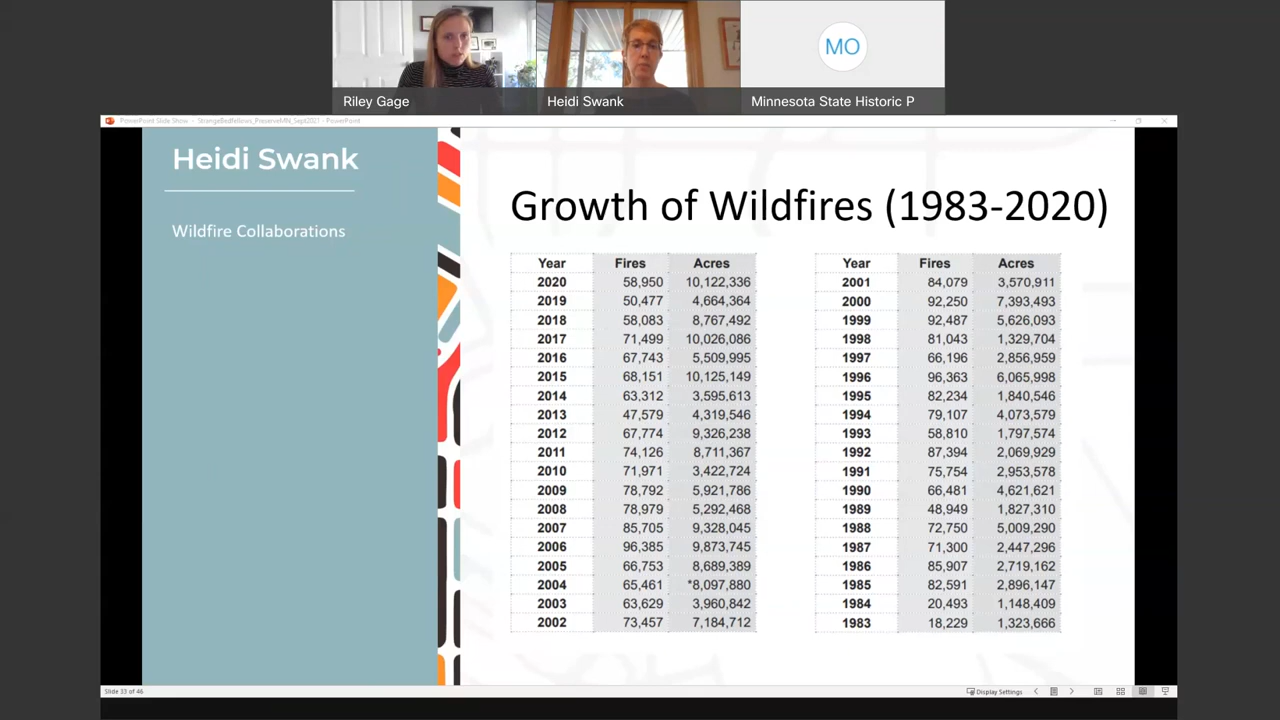 MO
Riley Gage
Heidi Swank
Minnesota State Historic P
PowerPoint Slide Show - StrangeBedfellows_PreserveMN_Sept2021 - PowerPoint
Heidi Swank
Wildfire Collaborations
Growth of Wildfires (1983-2020)
Year Fires Acres
2020 58,950 10,122,336
2019 50,477 4,664,364
2018 58,083 8,767,492
2017 71,499 10,026,086
2016 67,743 5,509,995
2015 68,151 10,125,149
2014 63,312 3,595,613
2013 47,579 4,319,546
2012 67,774 9,326,238
2011 74,126 8,711,367
2010 71,971 3,422,724
2009 78,792 5,921,786
2008 78,979 5,292,468
2007 85,705 9,328,045
2006 96,385 9,873,745
2005 66,753 8,689,389
2004 65,461 *8,097,880
2003 63,629 3,960,842
2002 73,457 7,184,712
Year Fires Acres
2001 84,079 3,570,911
2000 92,250 7,393,493
1999 92,487 5,626,093
1998 81,043 1,329,704
1997 66,196 2,856,959
1996 96,363 6,065,998
1995 82,234 1,840,546
1994 79,107 4,073,579
1993 58,810 1,797,574
1992 87,394 2,069,929
1991 75,754 2,953,578
1990 66,481 4,621,621
1989 48,949 1,827,310
1988 72,750 5,009,290
1987 71,300 2,447,296
1986 85,907 2,719,162
1985 82,591 2,896,147
1984 20,493 1,148,409
1983 18,229 1,323,666
Slide 33 of 46
Display Settings